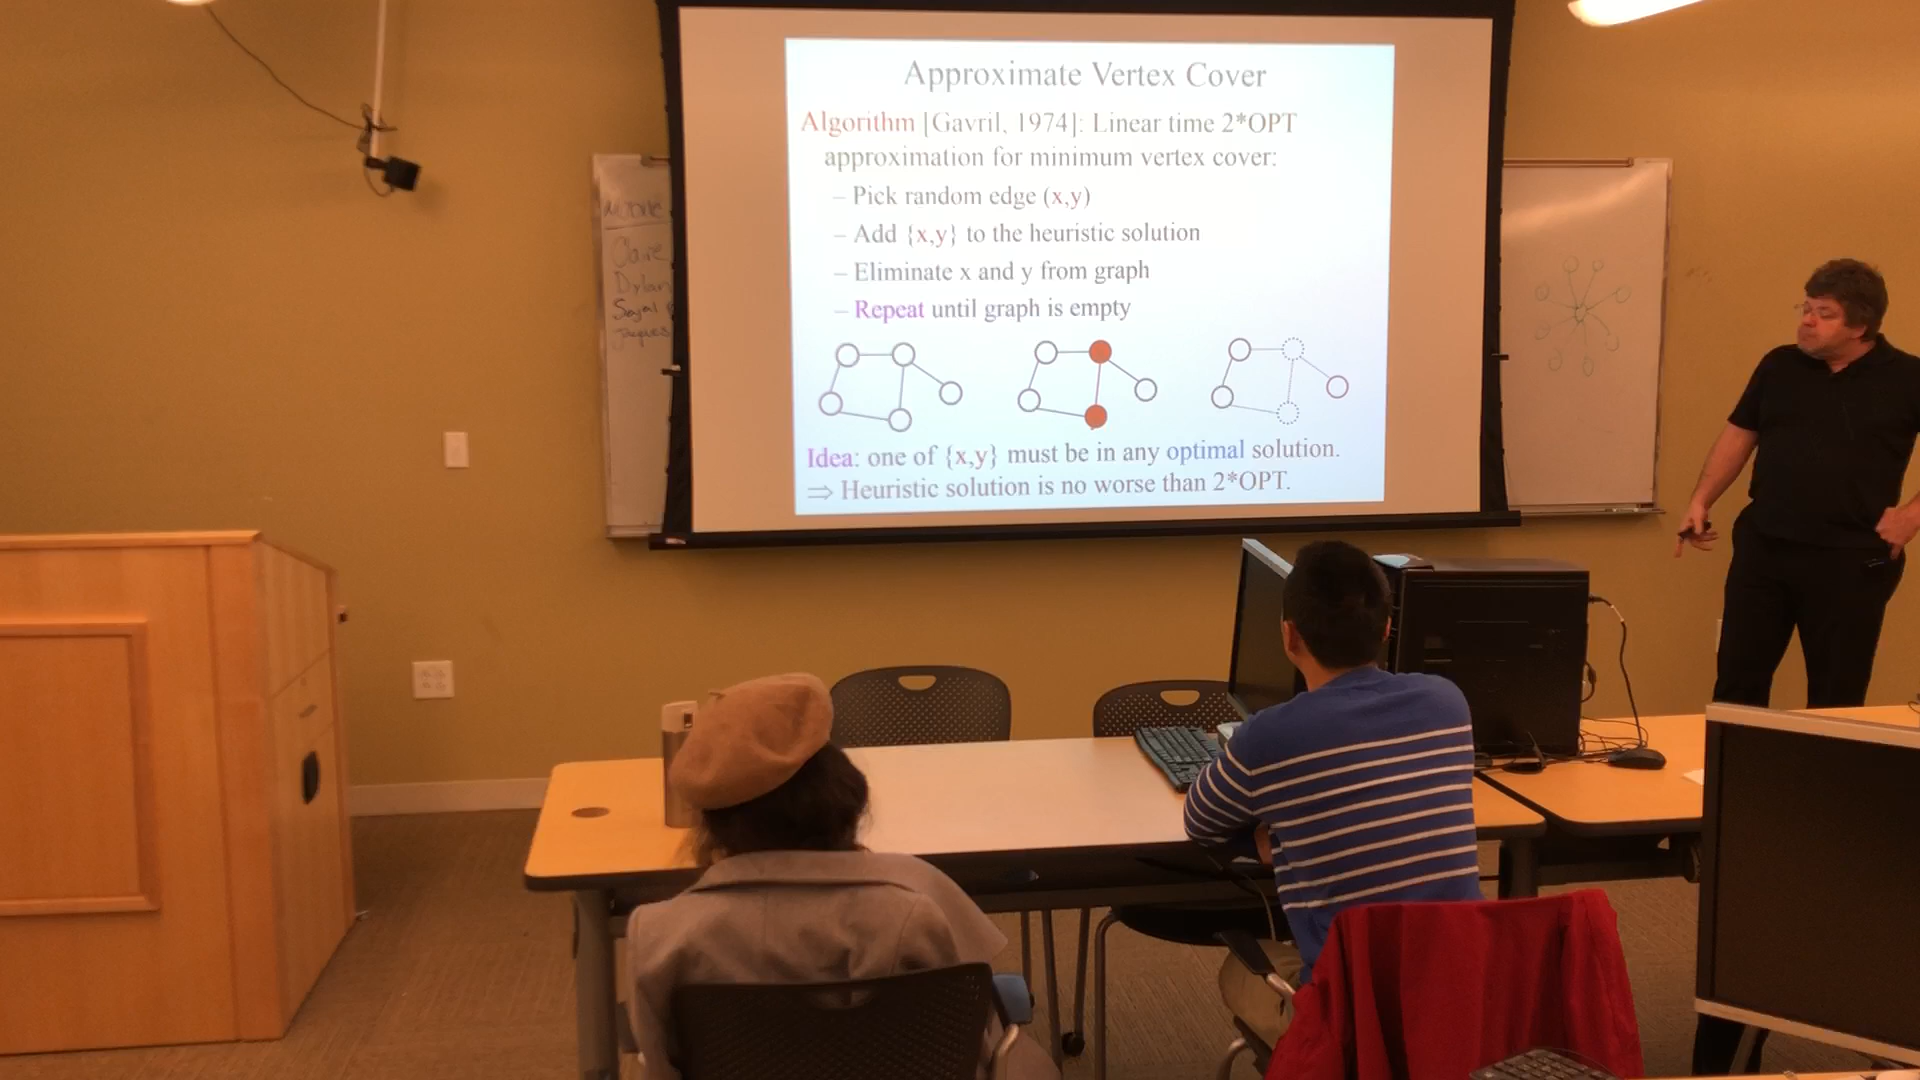 Approximate Vertex Cover
Algorithm [Gavril, 1974]: Linear time 2*OPT
approximation for minimum vertex cover:
– Pick random edge (x,y)
– Add {x,y} to the heuristic solution
– Eliminate x and y from graph
– Repeat until graph is empty
Idea: one of {x,y} must be in any optimal solution.
⇒ Heuristic solution is no worse than 2*OPT.
Dylan
Jaques